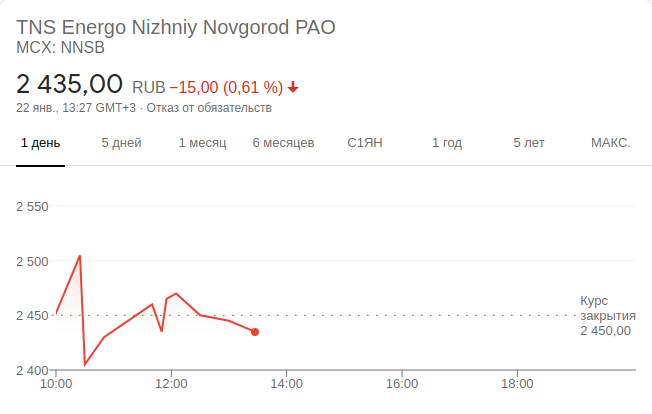 TNS Energo Nizhniy Novgorod PAO
MCX: NNSB
2 435,00 RUB −15,00 (0,61 %)
22 янв., 13:27 GMT+3 · Отказ от обязательств
1 день 5 дней 1 месяц 6 месяцев С1ЯН 1 год 5 лет МАКС.
2 550
2 500
2 450
2 400
Курс
закрытия
2 450,00
10:00 12:00 14:00 16:00 18:00